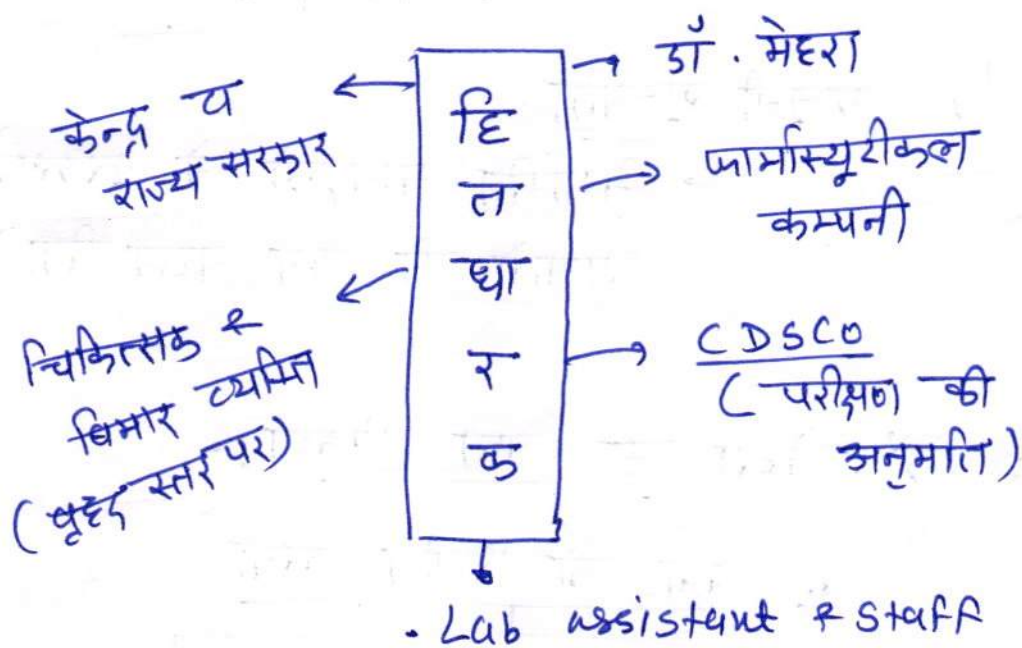 हि
त
धा
र
क
केन्द्र व
राज्य सरकार
चिकित्सक &
बिमार व्यक्ति
(वृहद स्तर पर)
डॉ. मेहरा
फार्मास्यूटीकल
कम्पनी
CDSCO
(परीक्षण की
अनुमति)
. Lab assistant & Staff